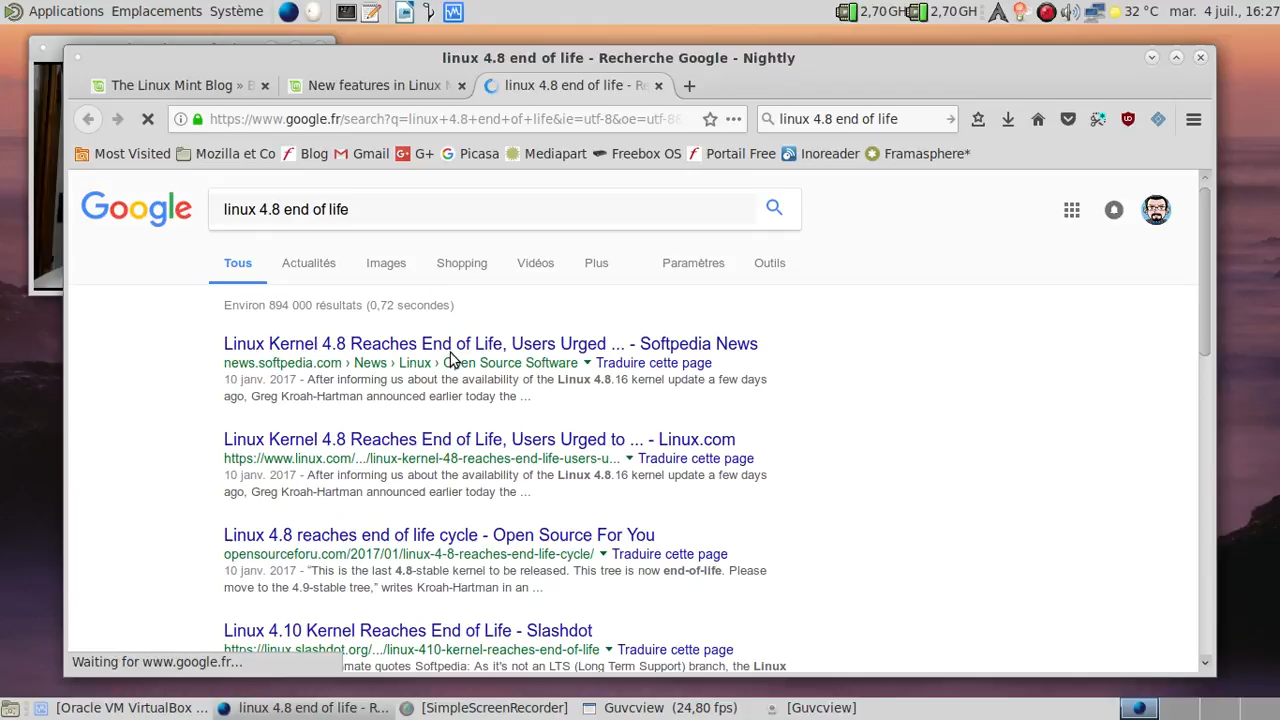 Applications Emplacements Système 2,70 GH 2,70 GH 32 °C mar. 4 juil., 16:27
linux 4.8 end of life - Recherche Google - Nightly
The Linux Mint Blog » B New features in Linux M linux 4.8 end of life - Re
https://www.google.fr/search?q=linux+4.8+end+of+life&ie=utf-8&oe=utf-8& linux 4.8 end of life
Most Visited Mozilla et Co Blog Gmail G+ Picasa Mediapart Freebox OS Portail Free Inoreader Framasphere*
Google linux 4.8 end of life
Tous Actualités Images Shopping Vidéos Plus Paramètres Outils
Environ 894 000 résultats (0,72 secondes)
Linux Kernel 4.8 Reaches End of Life, Users Urged ... - Softpedia News
news.softpedia.com › News › Linux › Open Source Software Traduire cette page
10 janv. 2017 - After informing us about the availability of the Linux 4.8.16 kernel update a few days
ago, Greg Kroah-Hartman announced earlier today the ...
Linux Kernel 4.8 Reaches End of Life, Users Urged to ... - Linux.com
https://www.linux.com/.../linux-kernel-48-reaches-end-life-users-u... Traduire cette page
10 janv. 2017 - After informing us about the availability of the Linux 4.8.16 kernel update a few days
ago, Greg Kroah-Hartman announced earlier today the ...
Linux 4.8 reaches end of life cycle - Open Source For You
opensourceforu.com/2017/01/linux-4-8-reaches-end-life-cycle/ Traduire cette page
10 janv. 2017 - "This is the last 4.8-stable kernel to be released. This tree is now end-of-life. Please
move to the 4.9-stable tree," writes Kroah-Hartman in an ...
Linux 4.10 Kernel Reaches End of Life - Slashdot
https://linux.slashdot.org/.../linux-410-kernel-reaches-end-of-life Traduire cette page
Waiting for www.google.fr... mate quotes Softpedia: As it's not an LTS (Long Term Support) branch, the Linux
[Oracle VM VirtualBox ... linux 4.8 end of life - R... [SimpleScreenRecorder] Guvcview (24,80 fps) [Guvcview]